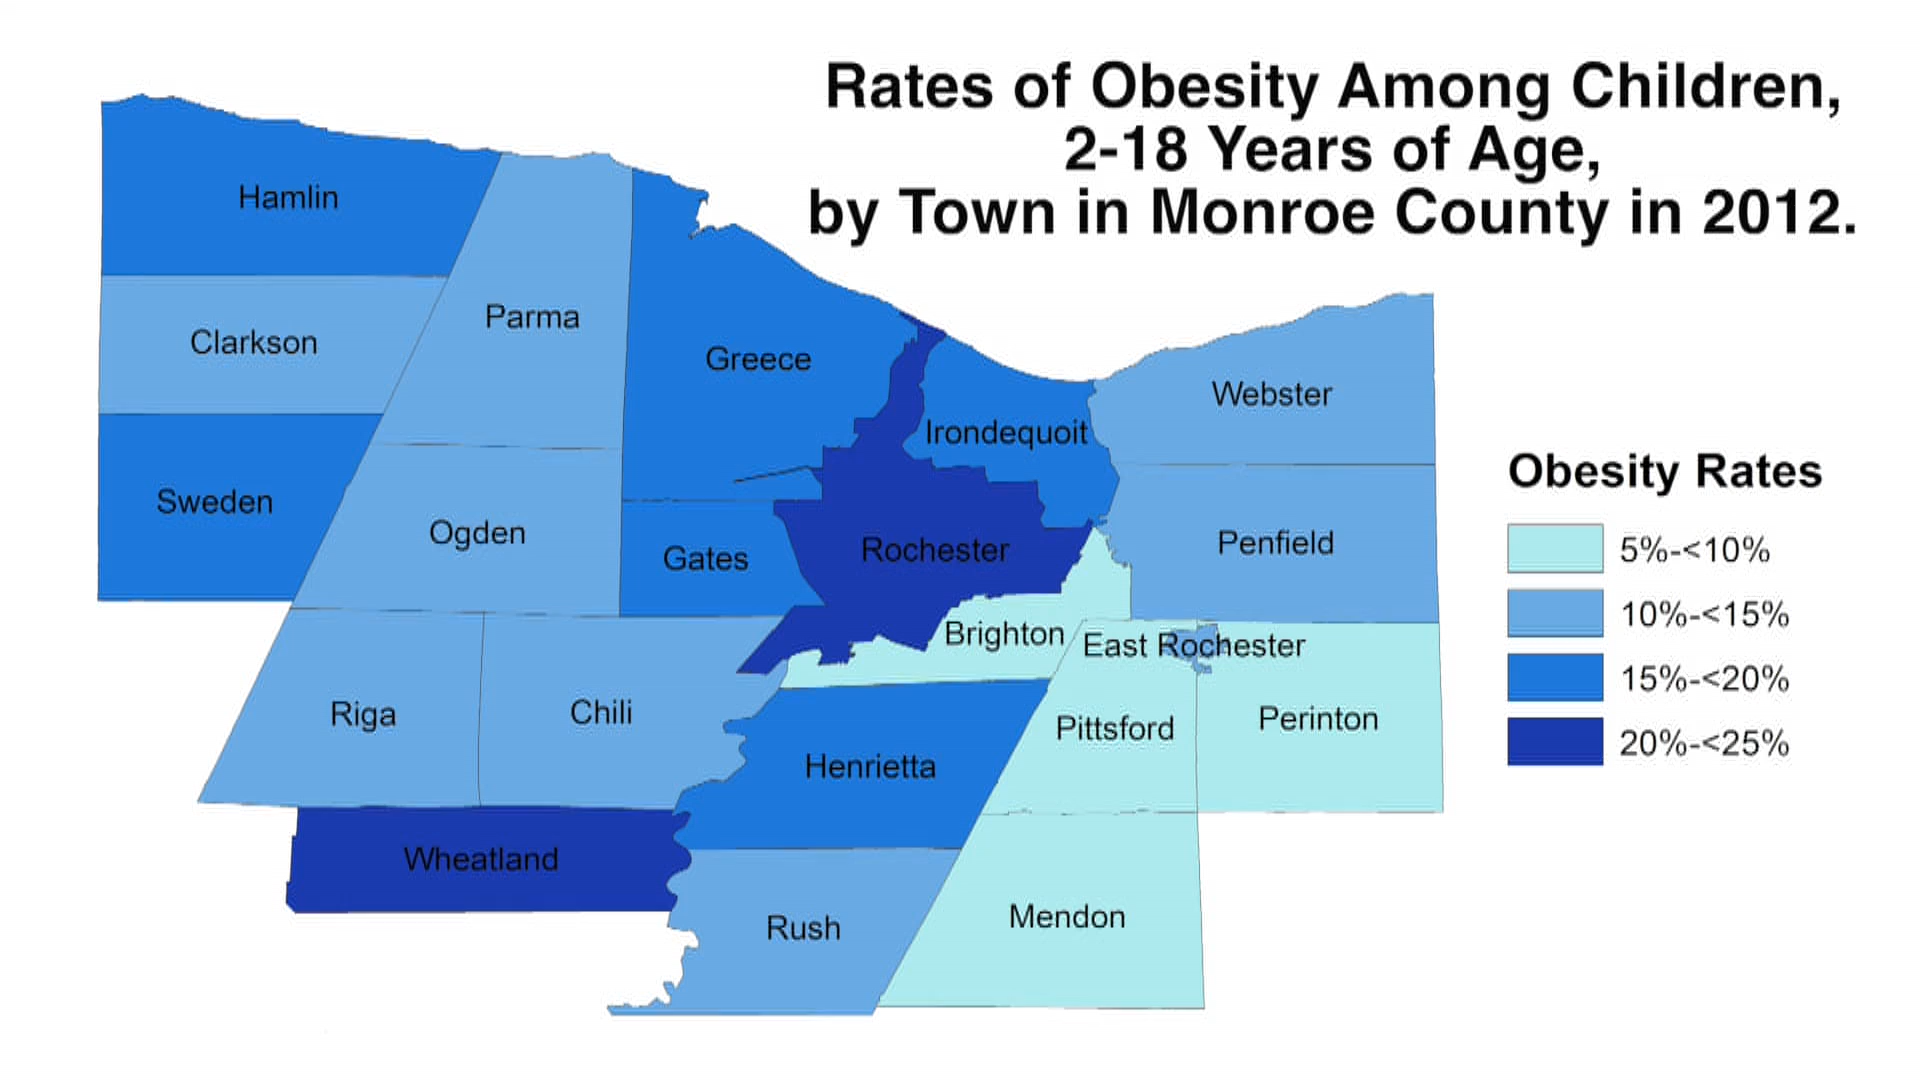 Rates of Obesity Among Children,
2-18 Years of Age,
by Town in Monroe County in 2012.
Hamlin
Parma
Clarkson
Greece
Webster
Irondequoit
Sweden
Ogden
Gates
Rochester
Penfield
Brighton
East Rochester
Riga
Chili
Pittsford
Perinton
Henrietta
Wheatland
Rush
Mendon
Obesity Rates
5%-<10%
10%-<15%
15%-<20%
20%-<25%